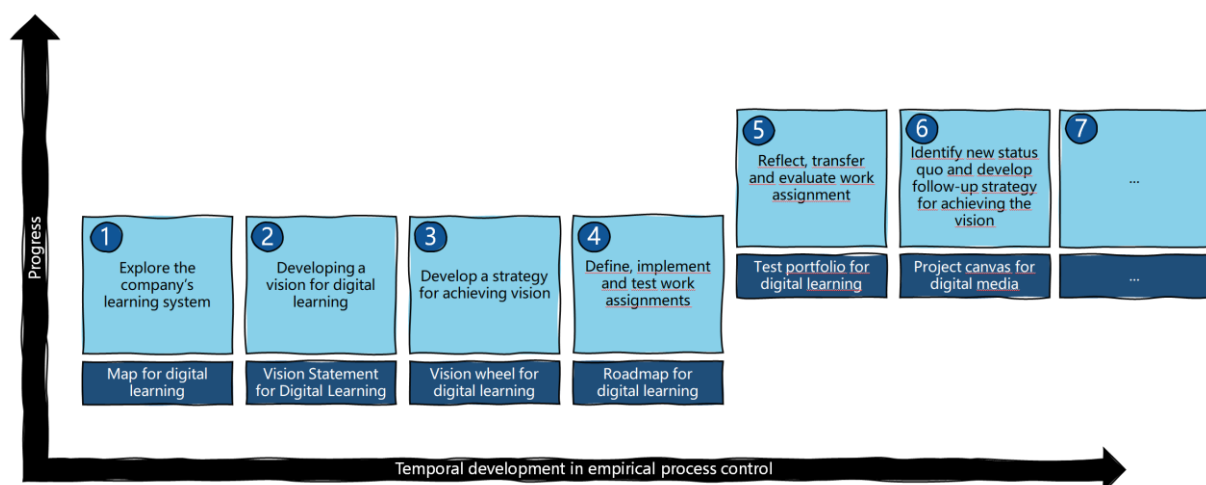 Progress
1
Explore the
company's
learning system
Map for digital
learning
2
Developing a
vision for digital
learning
Vision Statement
for Digital Learning
3
Develop a strategy
for achieving vision
Vision wheel for
digital learning
4
Define, implement
and test work
assignments
Roadmap for
digital learning
5
Reflect, transfer
and evaluate work
assignment
Test portfolio for
digital learning
6
Identify new status
quo and develop
follow-up strategy
for achieving the
vision
Project canvas for
digital media
7
...
...
Temporal development in empirical process control